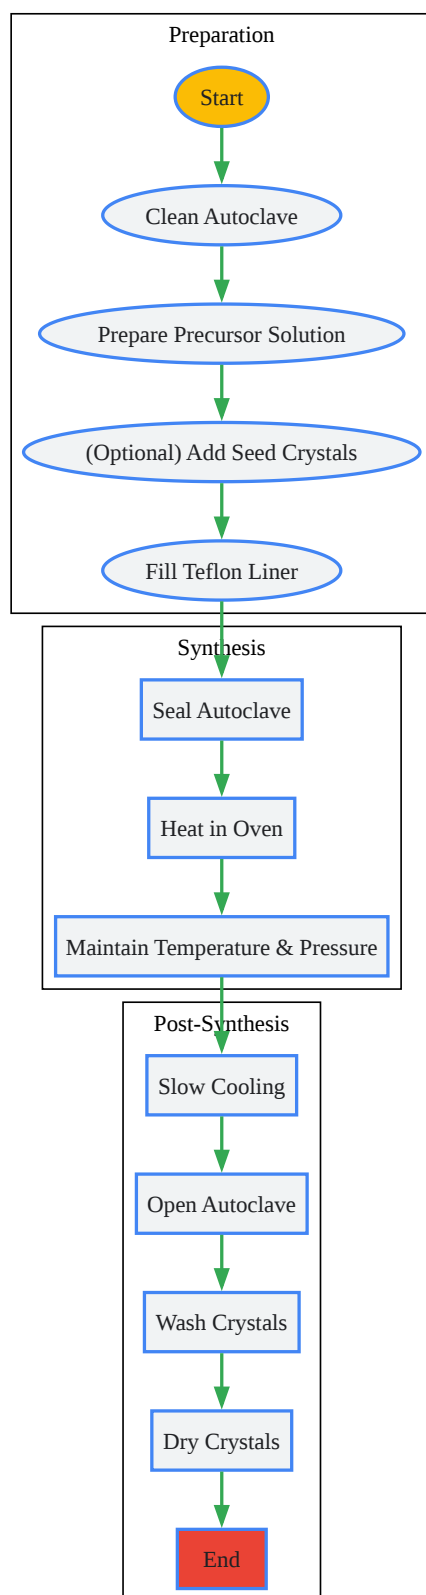 Preparation
Start
Clean Autoclave
Prepare Precursor Solution
(Optional) Add Seed Crystals
Fill Teflon Liner
Synthesis
Seal Autoclave
Heat in Oven
Maintain Temperature & Pressure
Post-Synthesis
Slow Cooling
Open Autoclave
Wash Crystals
Dry Crystals
End